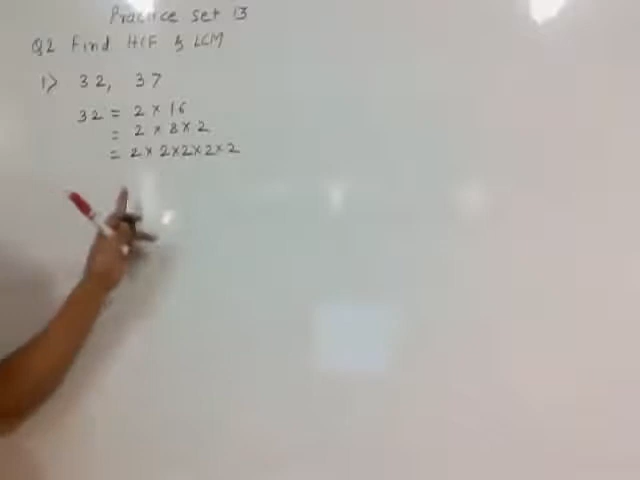 Practice Set 13
Q2 Find HCF & LCM
1) 32, 37
32 = 2 × 16
= 2 × 8 × 2
= 2 × 2 × 2 × 2 × 2